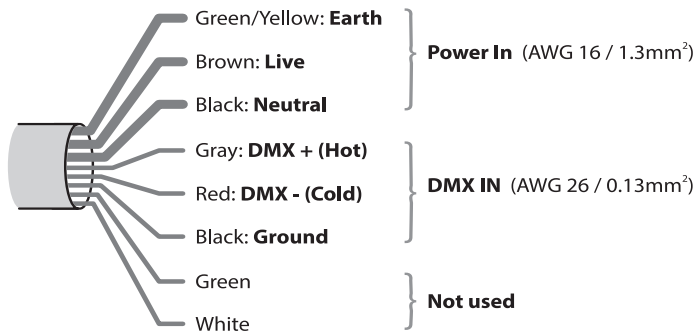 Green/Yellow: Earth
Brown: Live
Black: Neutral
Power In (AWG 16 / 1.3mm²)
Gray: DMX + (Hot)
Red: DMX - (Cold)
Black: Ground
DMX IN (AWG 26 / 0.13mm²)
Green
White
Not used